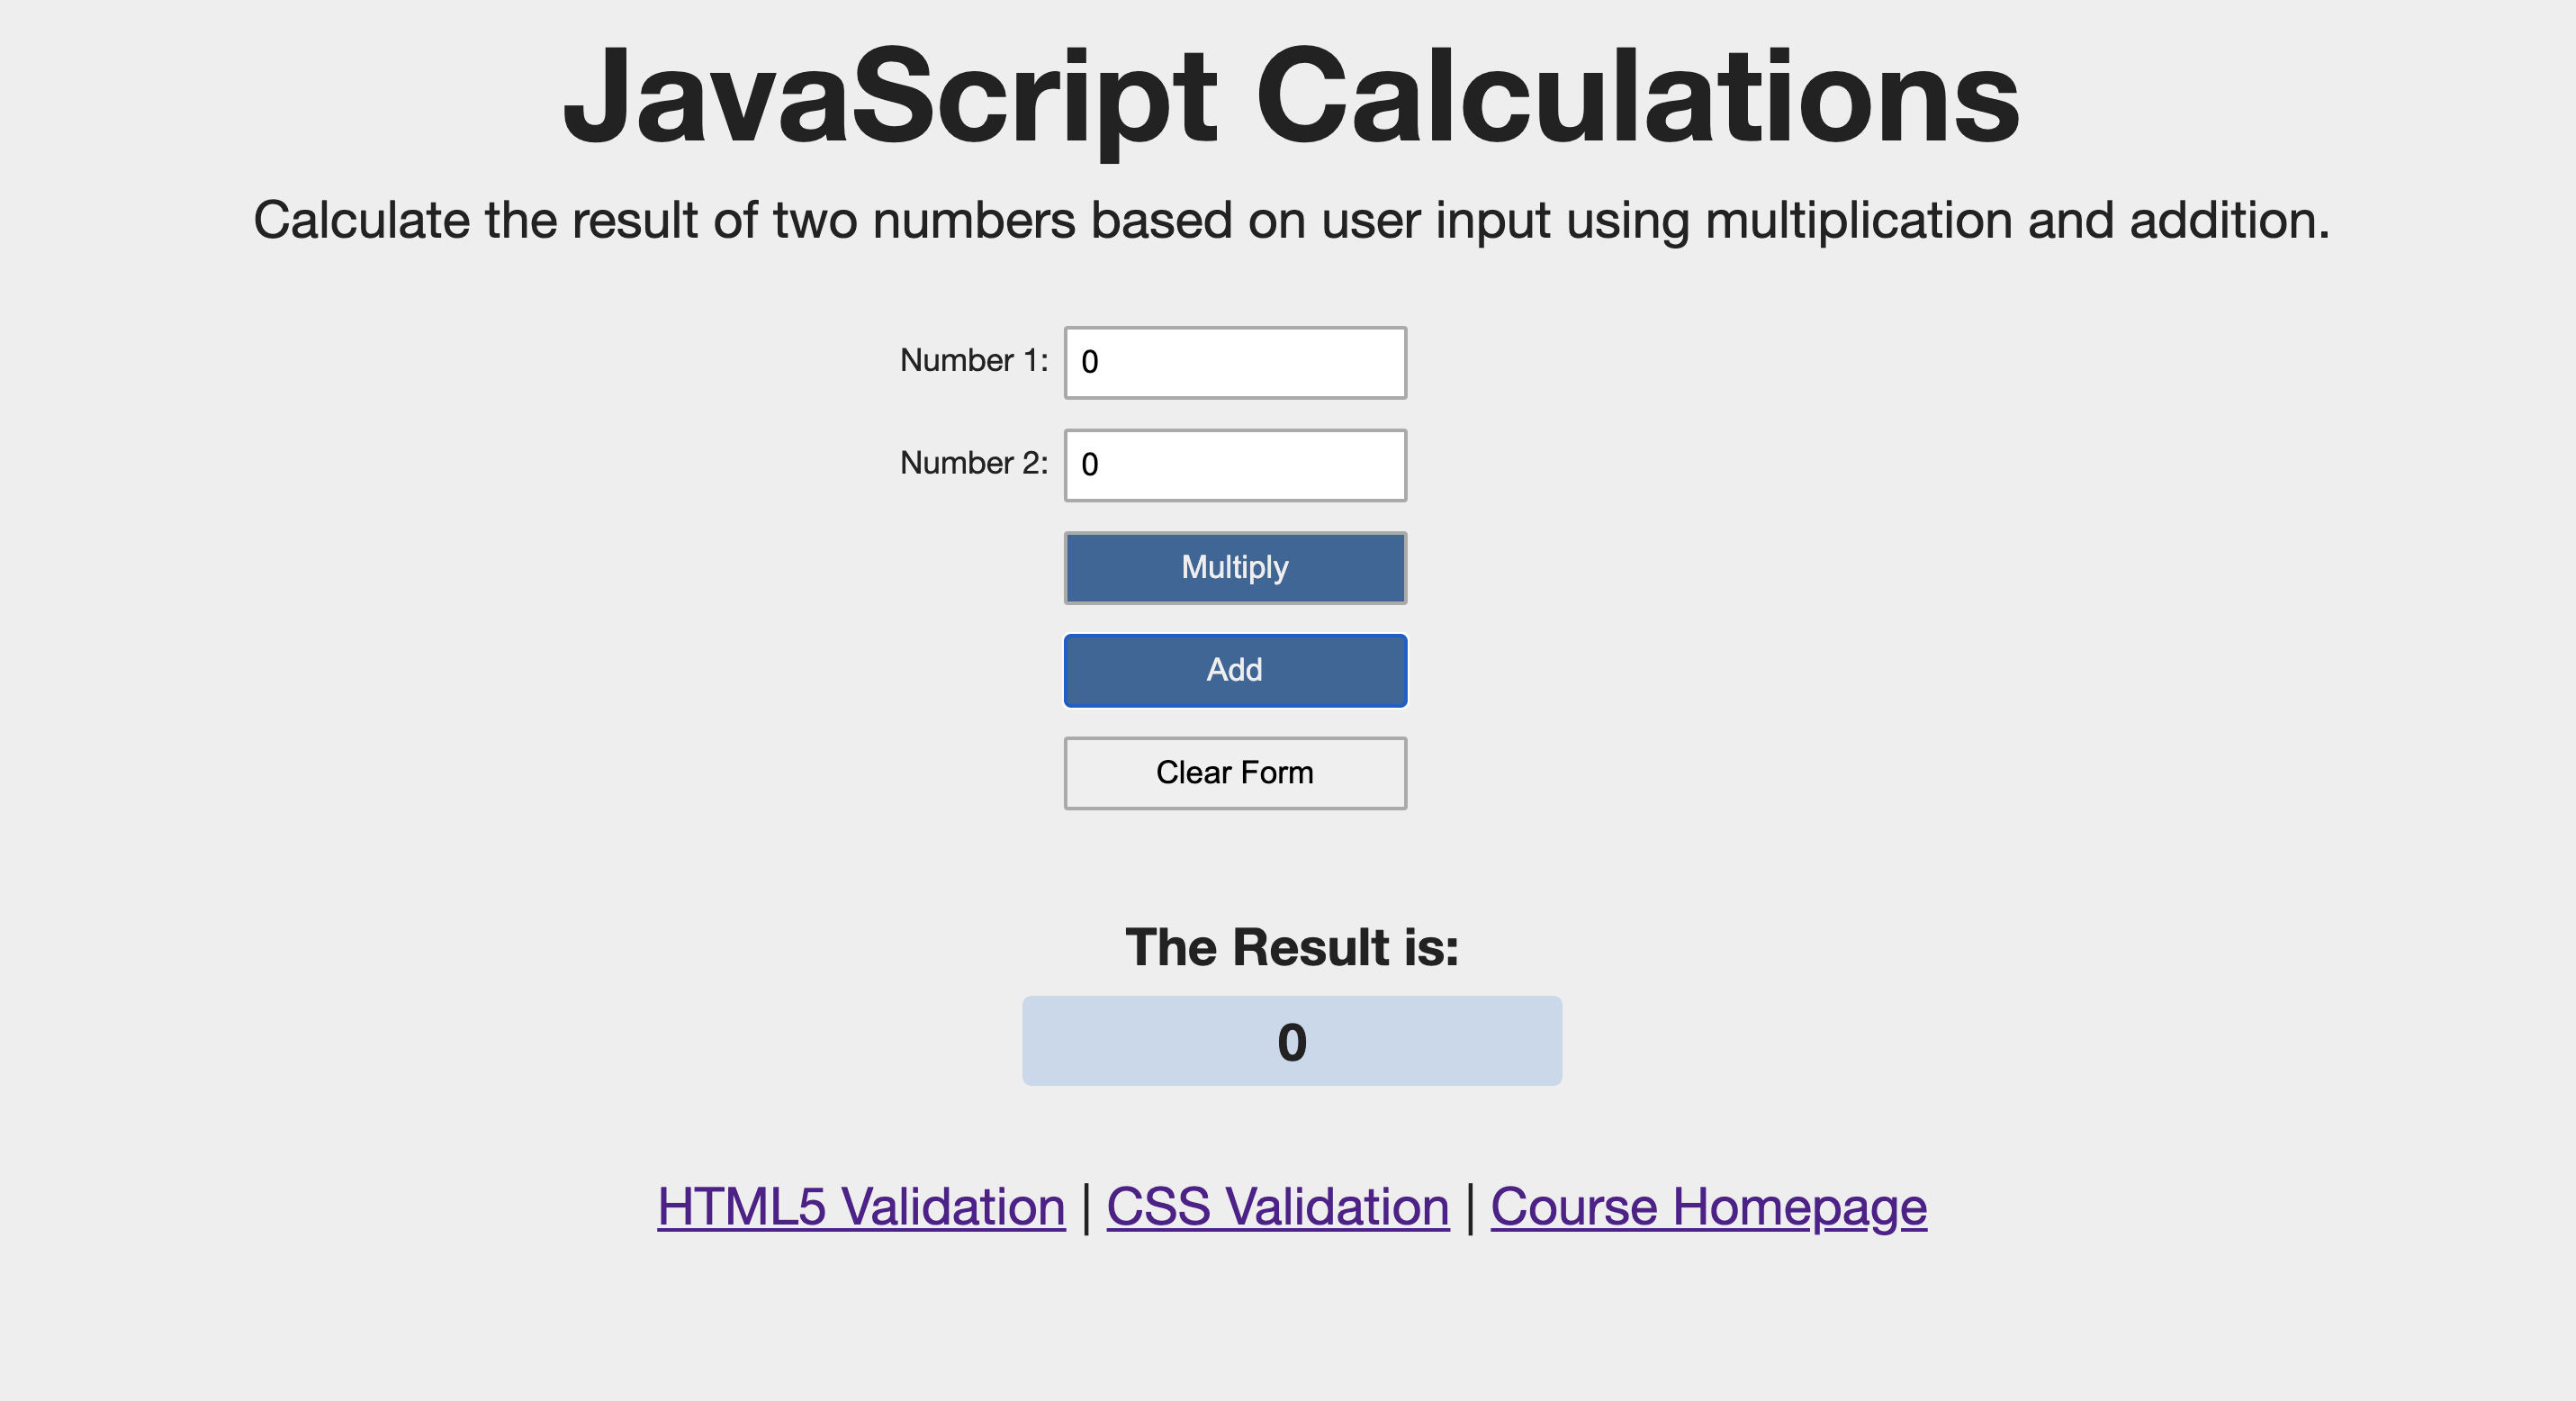 JavaScript Calculations
Calculate the result of two numbers based on user input using multiplication and addition.
Number 1: 0
Number 2: 0
Multiply
Add
Clear Form
The Result is:
0
HTML5 Validation | CSS Validation | Course Homepage